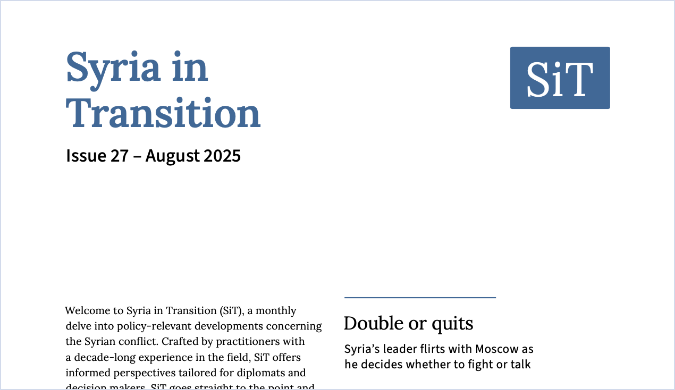 Syria in
Transition
SiT
Issue 27 – August 2025
Welcome to Syria in Transition (SiT), a monthly
delve into policy-relevant developments concerning
the Syrian conflict. Crafted by practitioners with
a decade-long experience in the field, SiT offers
informed perspectives tailored for diplomats and
decision makers. SiT goes straight to the point and
Double or quits
Syria’s leader flirts with Moscow as
he decides whether to fight or talk